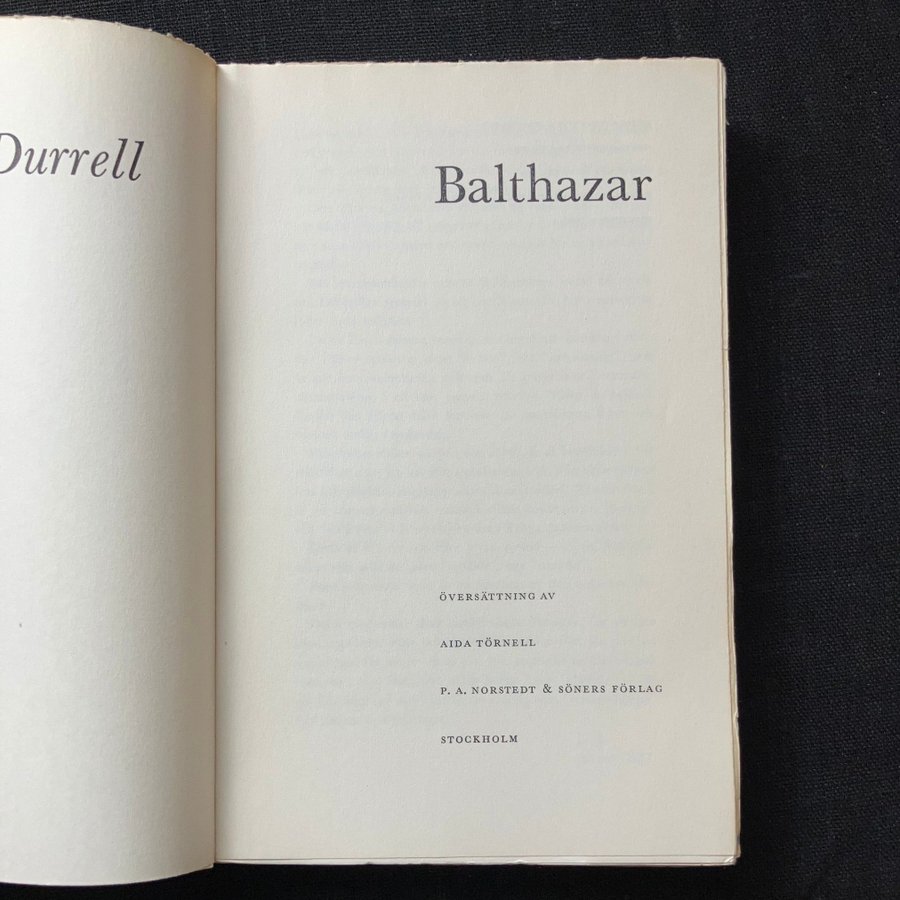 Durrell
Balthazar
ÖVERSÄTTNING AV
AIDA TÖRNELL
P. A. NORSTEDT & SÖNERS FÖRLAG
STOCKHOLM